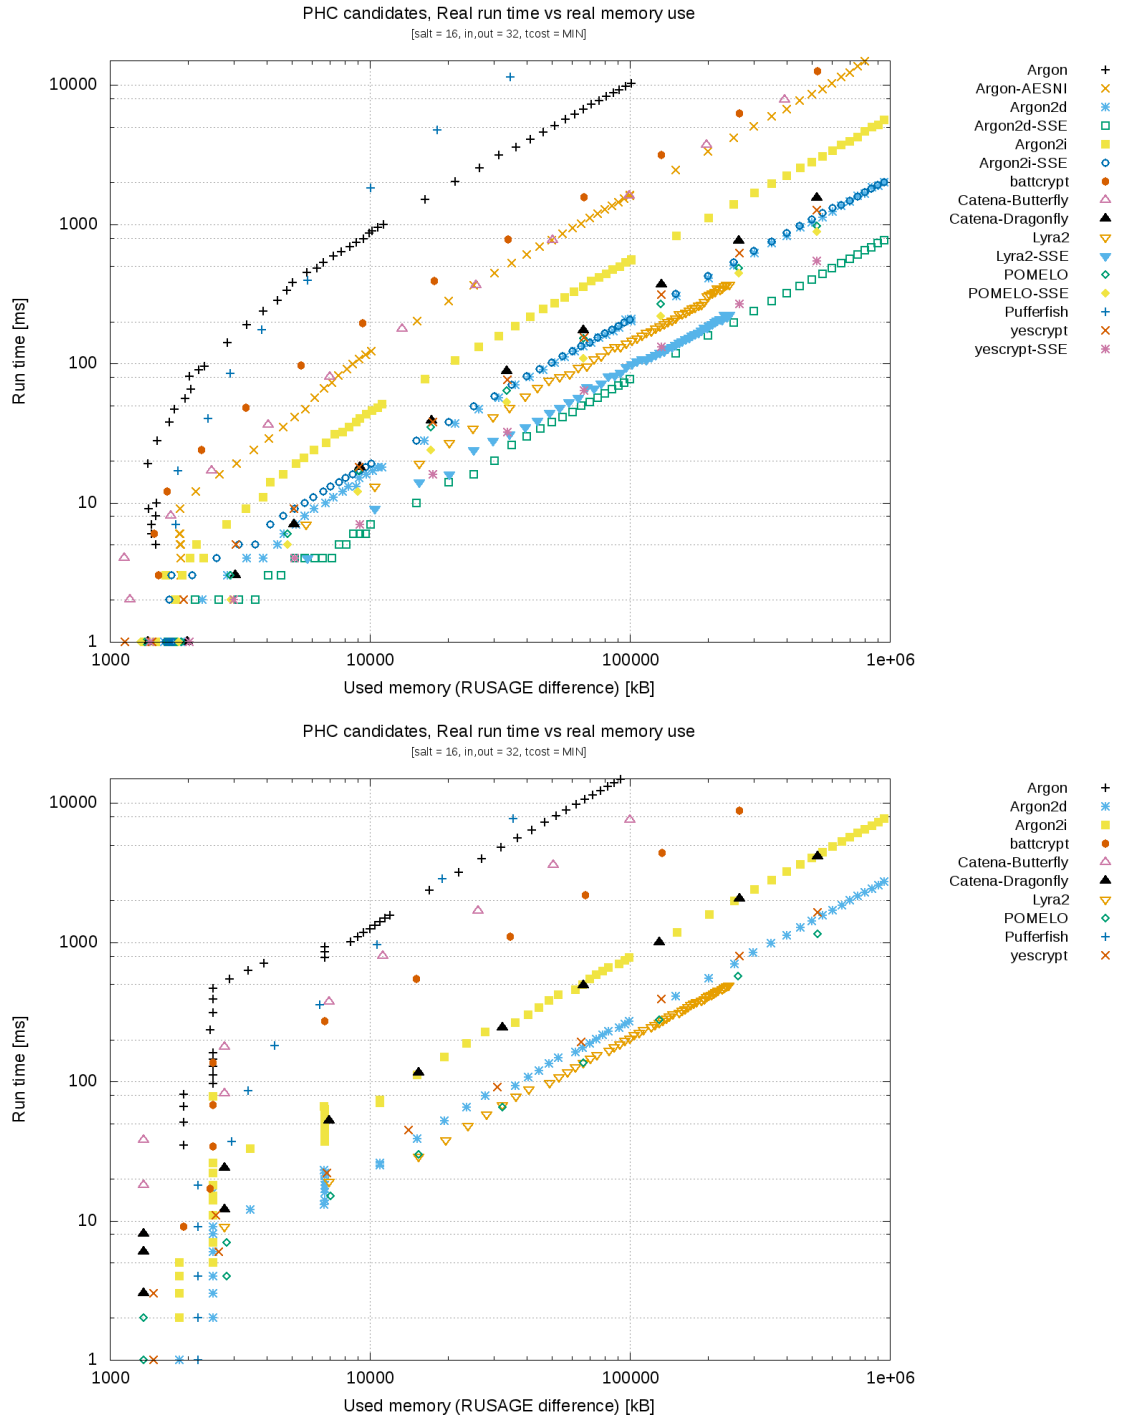 PHC candidates, Real run time vs real memory use
[salt = 16, in,out = 32, tcost = MIN]
Argon
Argon-AESNI
Argon2d
Argon2d-SSE
Argon2i
Argon2i-SSE
battcrypt
Catena-Butterfly
Catena-Dragonfly
Lyra2
Lyra2-SSE
POMELO
POMELO-SSE
Pufferfish
yescrypt
yescrypt-SSE
Run time [ms]
10000
1000
100
10
1
1000
10000
100000
1e+06
Used memory (RUSAGE difference) [kB]
PHC candidates, Real run time vs real memory use
[salt = 16, in,out = 32, tcost = MIN]
Argon
Argon2d
Argon2i
battcrypt
Catena-Butterfly
Catena-Dragonfly
Lyra2
POMELO
Pufferfish
yescrypt
Run time [ms]
10000
1000
100
10
1
1000
10000
100000
1e+06
Used memory (RUSAGE difference) [kB]